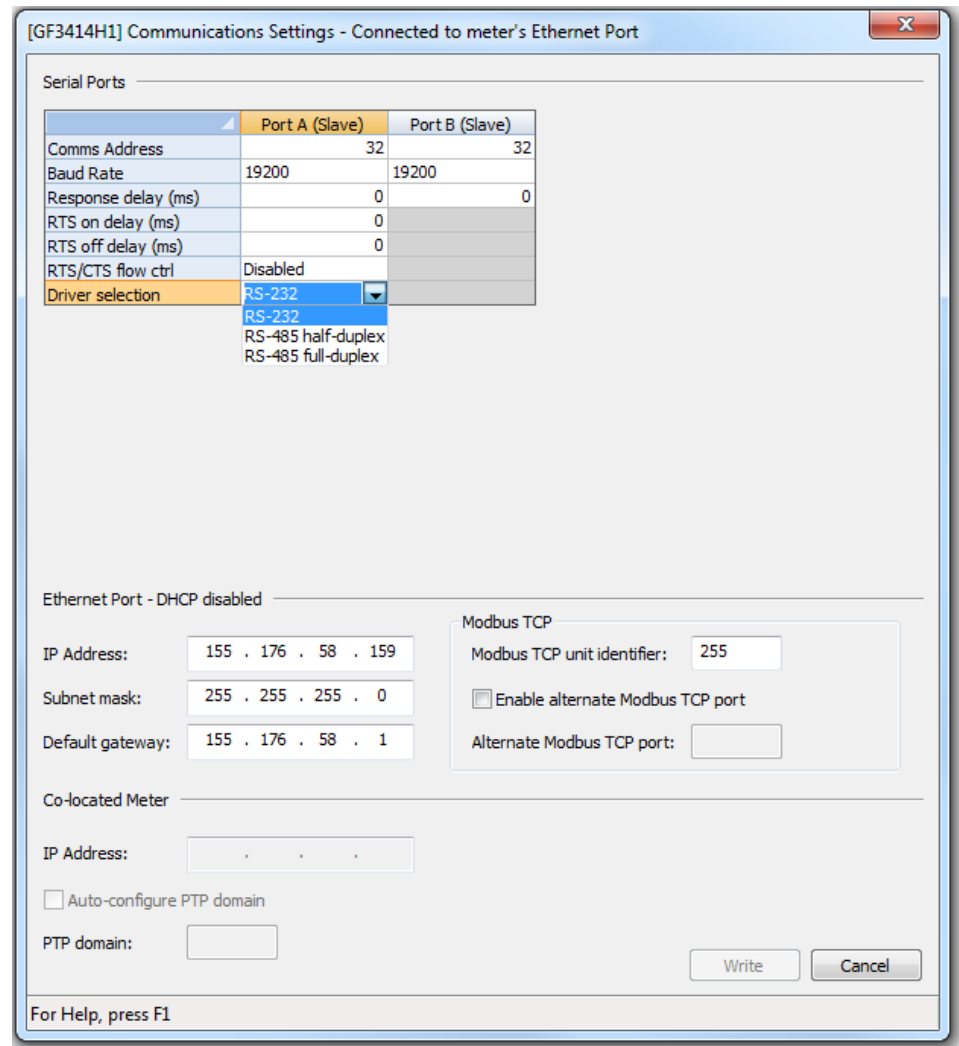 [GF3414H1] Communications Settings - Connected to meter's Ethernet Port
Serial Ports
Port A (Slave) Port B (Slave)
Comms Address 32 32
Baud Rate 19200 19200
Response delay (ms) 0 0
RTS on delay (ms) 0
RTS off delay (ms) 0
RTS/CTS flow ctrl Disabled
Driver selection RS-232
RS-232
RS-485 half-duplex
RS-485 full-duplex
Ethernet Port - DHCP disabled
Modbus TCP
IP Address: 155 . 176 . 58 . 159 Modbus TCP unit identifier: 255
Subnet mask: 255 . 255 . 255 . 0 Enable alternate Modbus TCP port
Default gateway: 155 . 176 . 58 . 1 Alternate Modbus TCP port:
Co-located Meter
IP Address: . . .
Auto-configure PTP domain
PTP domain:
Write Cancel
For Help, press F1